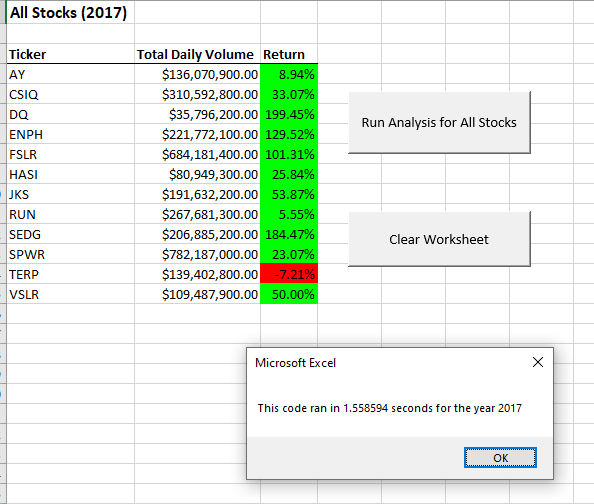 All Stocks (2017)
Ticker Total Daily Volume Return
AY $136,070,900.00 8.94%
CSIQ $310,592,800.00 33.07%
DQ $35,796,200.00 199.45%
ENPH $221,772,100.00 129.52%
FSLR $684,181,400.00 101.31%
HASI $80,949,300.00 25.84%
JKS $191,632,200.00 53.87%
RUN $267,681,300.00 5.55%
SEDG $206,885,200.00 184.47%
SPWR $782,187,000.00 23.07%
TERP $139,402,800.00 -7.21%
VSLR $109,487,900.00 50.00%
Run Analysis for All Stocks
Clear Worksheet
Microsoft Excel
This code ran in 1.558594 seconds for the year 2017
OK